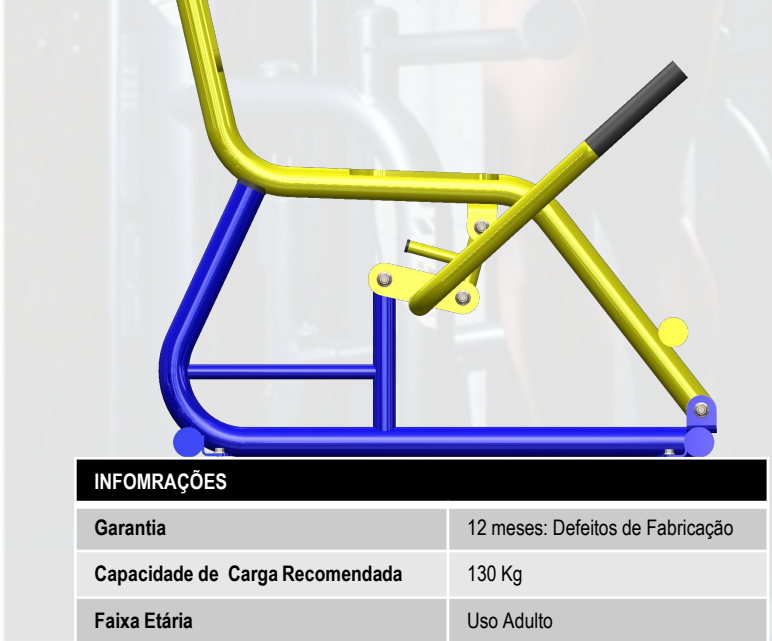 INFOMRAÇÕES
Garantia 12 meses: Defeitos de Fabricação
Capacidade de Carga Recomendada 130 Kg
Faixa Etária Uso Adulto